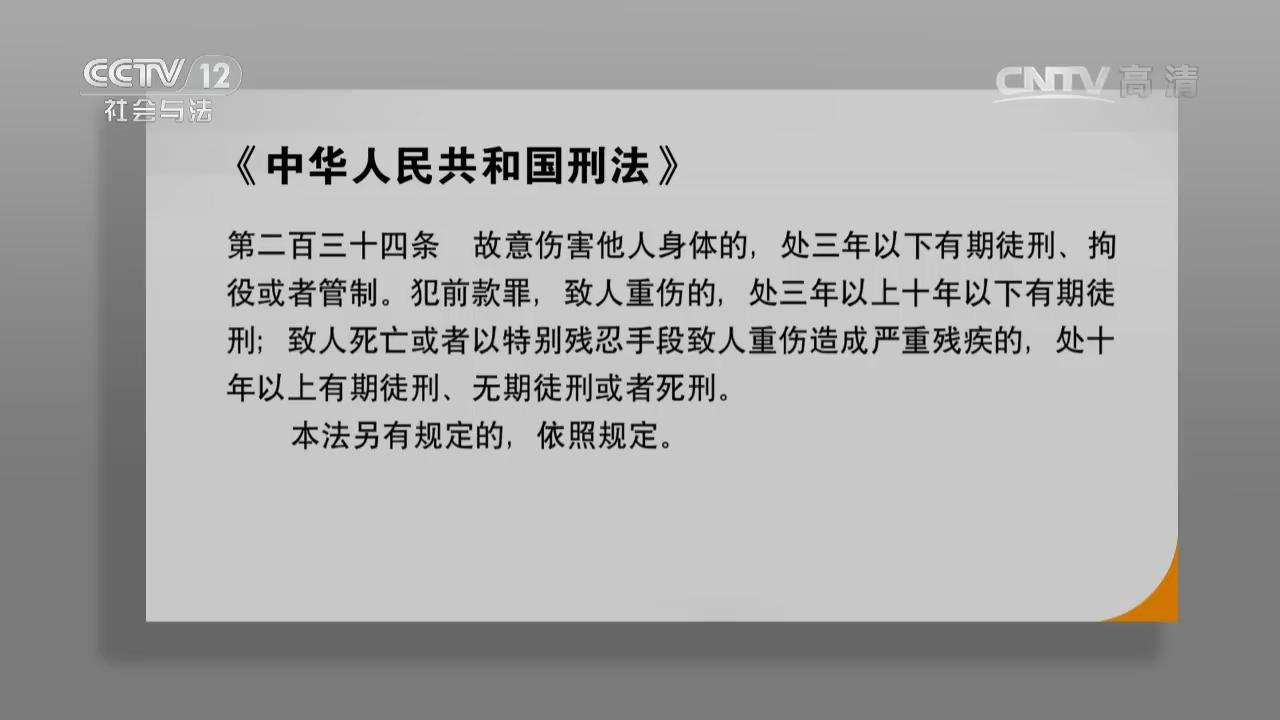 CCTV 12
社会与法
CNTV 高清
《中华人民共和国刑法》
第二百三十四条　故意伤害他人身体的，处三年以下有期徒刑、拘
役或者管制。犯前款罪，致人重伤的，处三年以上十年以下有期徒
刑；致人死亡或者以特别残忍手段致人重伤造成严重残疾的，处十
年以上有期徒刑、无期徒刑或者死刑。
本法另有规定的，依照规定。